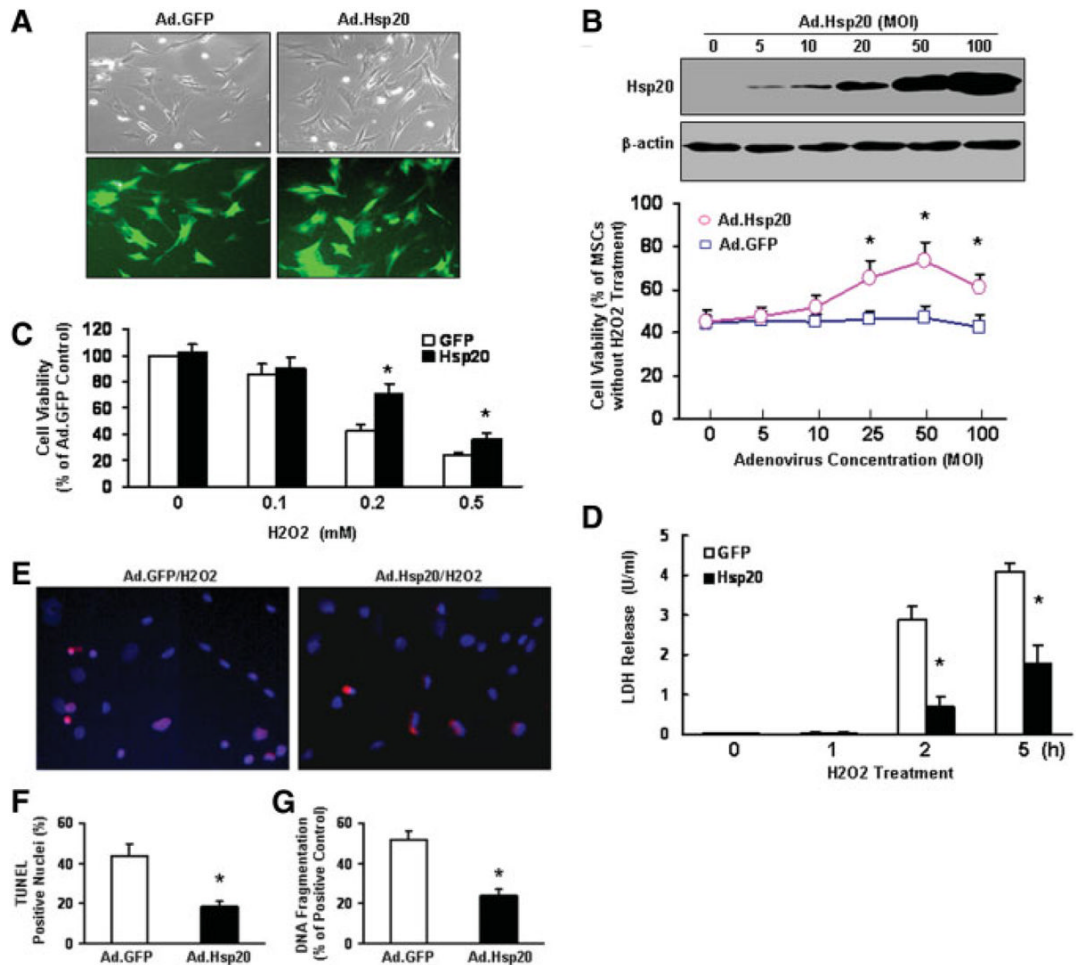 A
Ad.GFP
Ad.Hsp20
B
Ad.Hsp20 (MOI)
0 5 10 20 50 100
Hsp20
β-actin
100
80
60
40
20
0
Cell Viability (% of MSCs
without H2O2 Trratment)
Ad.Hsp20
Ad.GFP
*
*
*
0 5 10 25 50 100
Adenovirus Concentration (MOI)
C
120
100
80
60
40
20
0
Cell Viability
(% of Ad.GFP Control)
GFP
Hsp20
*
*
0 0.1 0.2 0.5
H2O2 (mM)
D
5
4
3
2
1
0
LDH Release (U/ml)
GFP
Hsp20
*
*
0 1 2 5 (h)
H2O2 Treatment
E
Ad.GFP/H2O2
Ad.Hsp20/H2O2
F
60
40
20
0
TUNEL
Positive Nuclei (%)
*
Ad.GFP Ad.Hsp20
G
60
40
20
0
DNA Fragmentation
(% of Positive Control)
*
Ad.GFP Ad.Hsp20